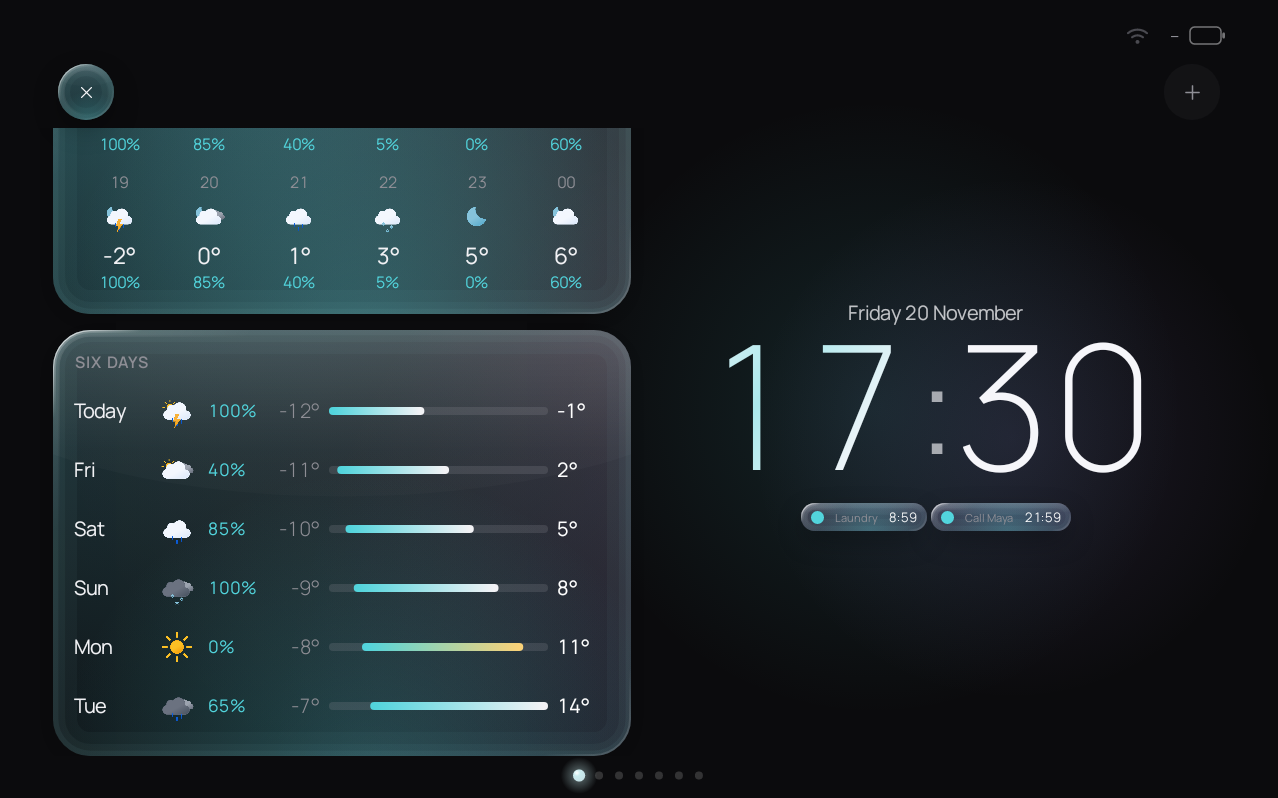 –
100% 85% 40% 5% 0% 60%
19 20 21 22 23 00
-2° 0° 1° 3° 5° 6°
100% 85% 40% 5% 0% 60%
SIX DAYS
Today 100% -12° -1°
Fri 40% -11° 2°
Sat 85% -10° 5°
Sun 100% -9° 8°
Mon 0% -8° 11°
Tue 65% -7° 14°
Friday 20 November
17:30
Laundry 8:59
Call Maya 21:59